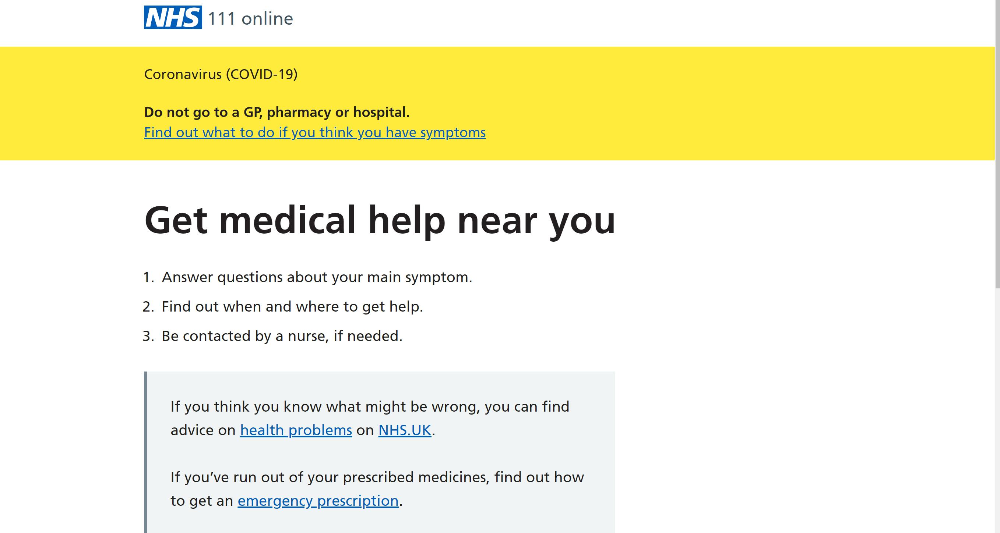 NHS 111 online
Coronavirus (COVID-19)
Do not go to a GP, pharmacy or hospital.
Find out what to do if you think you have symptoms
Get medical help near you
1. Answer questions about your main symptom.
2. Find out when and where to get help.
3. Be contacted by a nurse, if needed.
If you think you know what might be wrong, you can find
advice on health problems on NHS.UK.
If you’ve run out of your prescribed medicines, find out how
to get an emergency prescription.